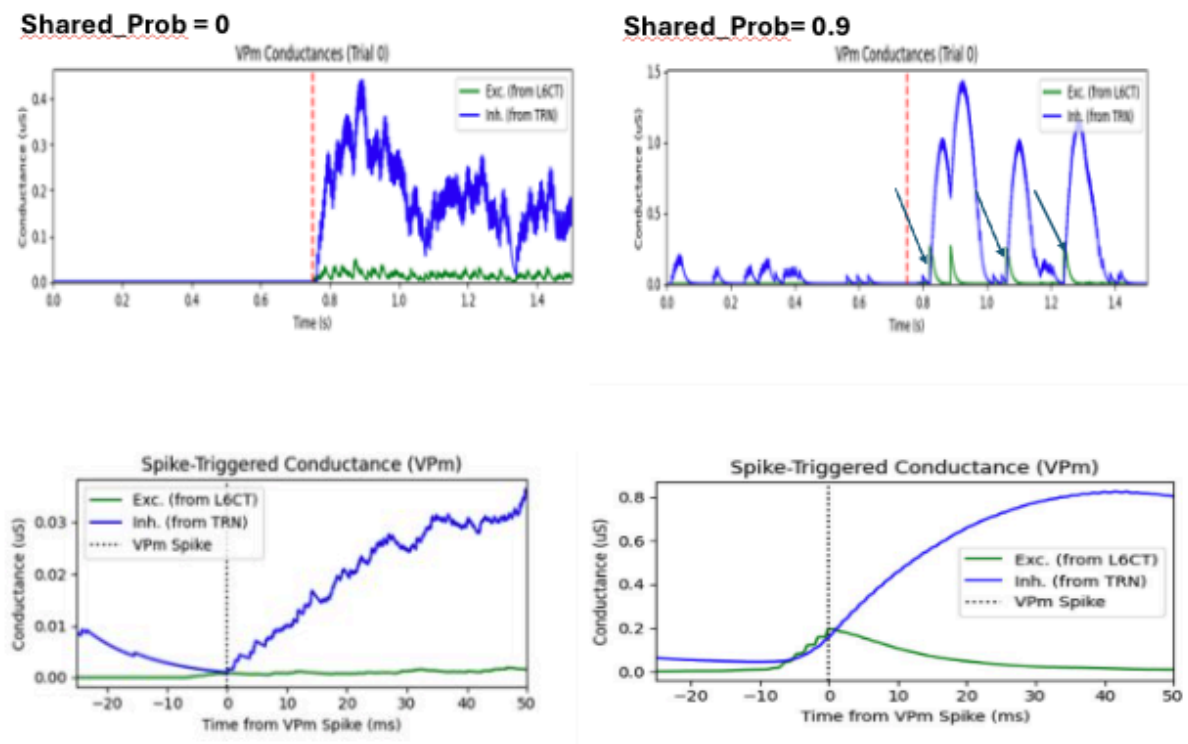 Shared_Prob = 0
VPm Conductances (Trial 0)
Conductance (uS)
0.4
0.3
0.2
0.1
0.0
Exc. (from L6CT)
Inh. (from TRN)
0.0 0.2 0.4 0.6 0.8 1.0 1.2 1.4
Time (s)
Shared_Prob= 0.9
VPm Conductances (Trial 0)
Conductance (uS)
1.5
1.0
0.5
0.0
Exc. (from L6CT)
Inh. (from TRN)
0.0 0.2 0.4 0.6 0.8 1.0 1.2 1.4
Time (s)
Spike-Triggered Conductance (VPm)
Conductance (uS)
0.03
0.02
0.01
0.00
Exc. (from L6CT)
Inh. (from TRN)
VPm Spike
−20 −10 0 10 20 30 40 50
Time from VPm Spike (ms)
Spike-Triggered Conductance (VPm)
Conductance (uS)
0.8
0.6
0.4
0.2
0.0
Exc. (from L6CT)
Inh. (from TRN)
VPm Spike
−20 −10 0 10 20 30 40 50
Time from VPm Spike (ms)